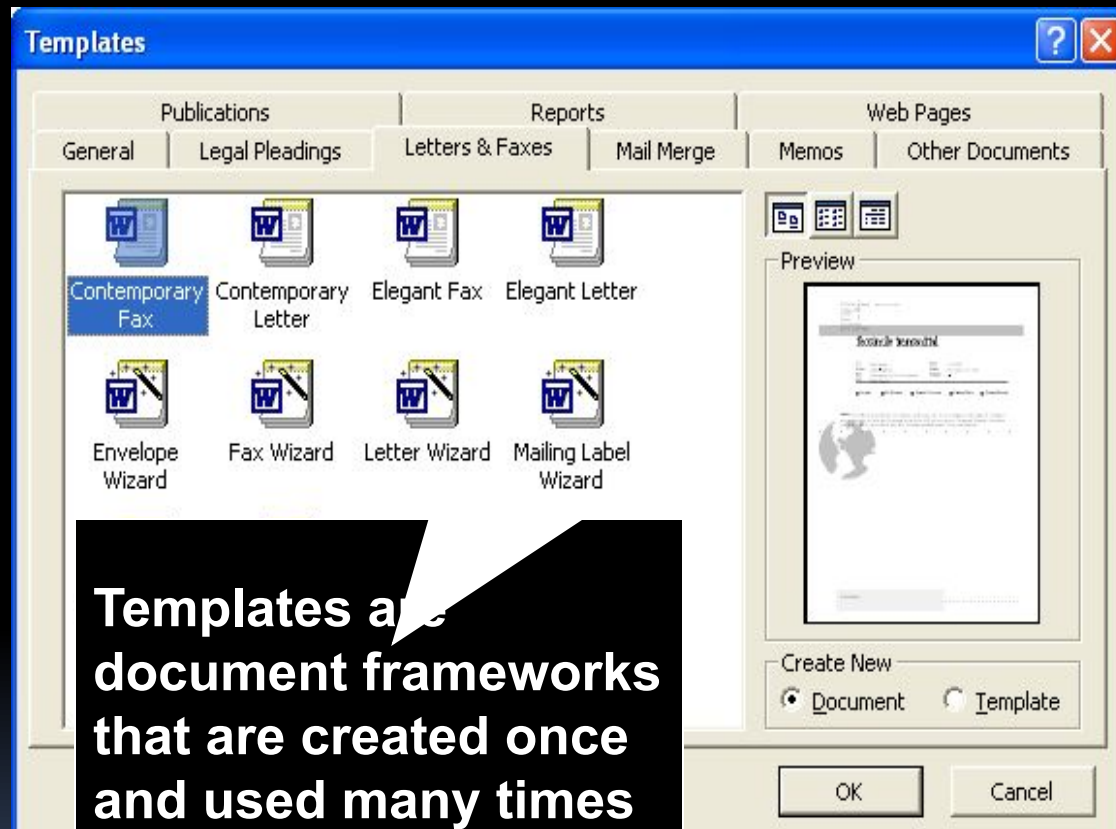 Templates
Publications Reports Web Pages
General Legal Pleadings Letters & Faxes Mail Merge Memos Other Documents
Contemporary Fax
Contemporary Letter
Elegant Fax
Elegant Letter
Envelope Wizard
Fax Wizard
Letter Wizard
Mailing Label Wizard
Preview
facsimile transmittal
Create New
Document Template
Templates are
document frameworks
that are created once
and used many times
OK Cancel